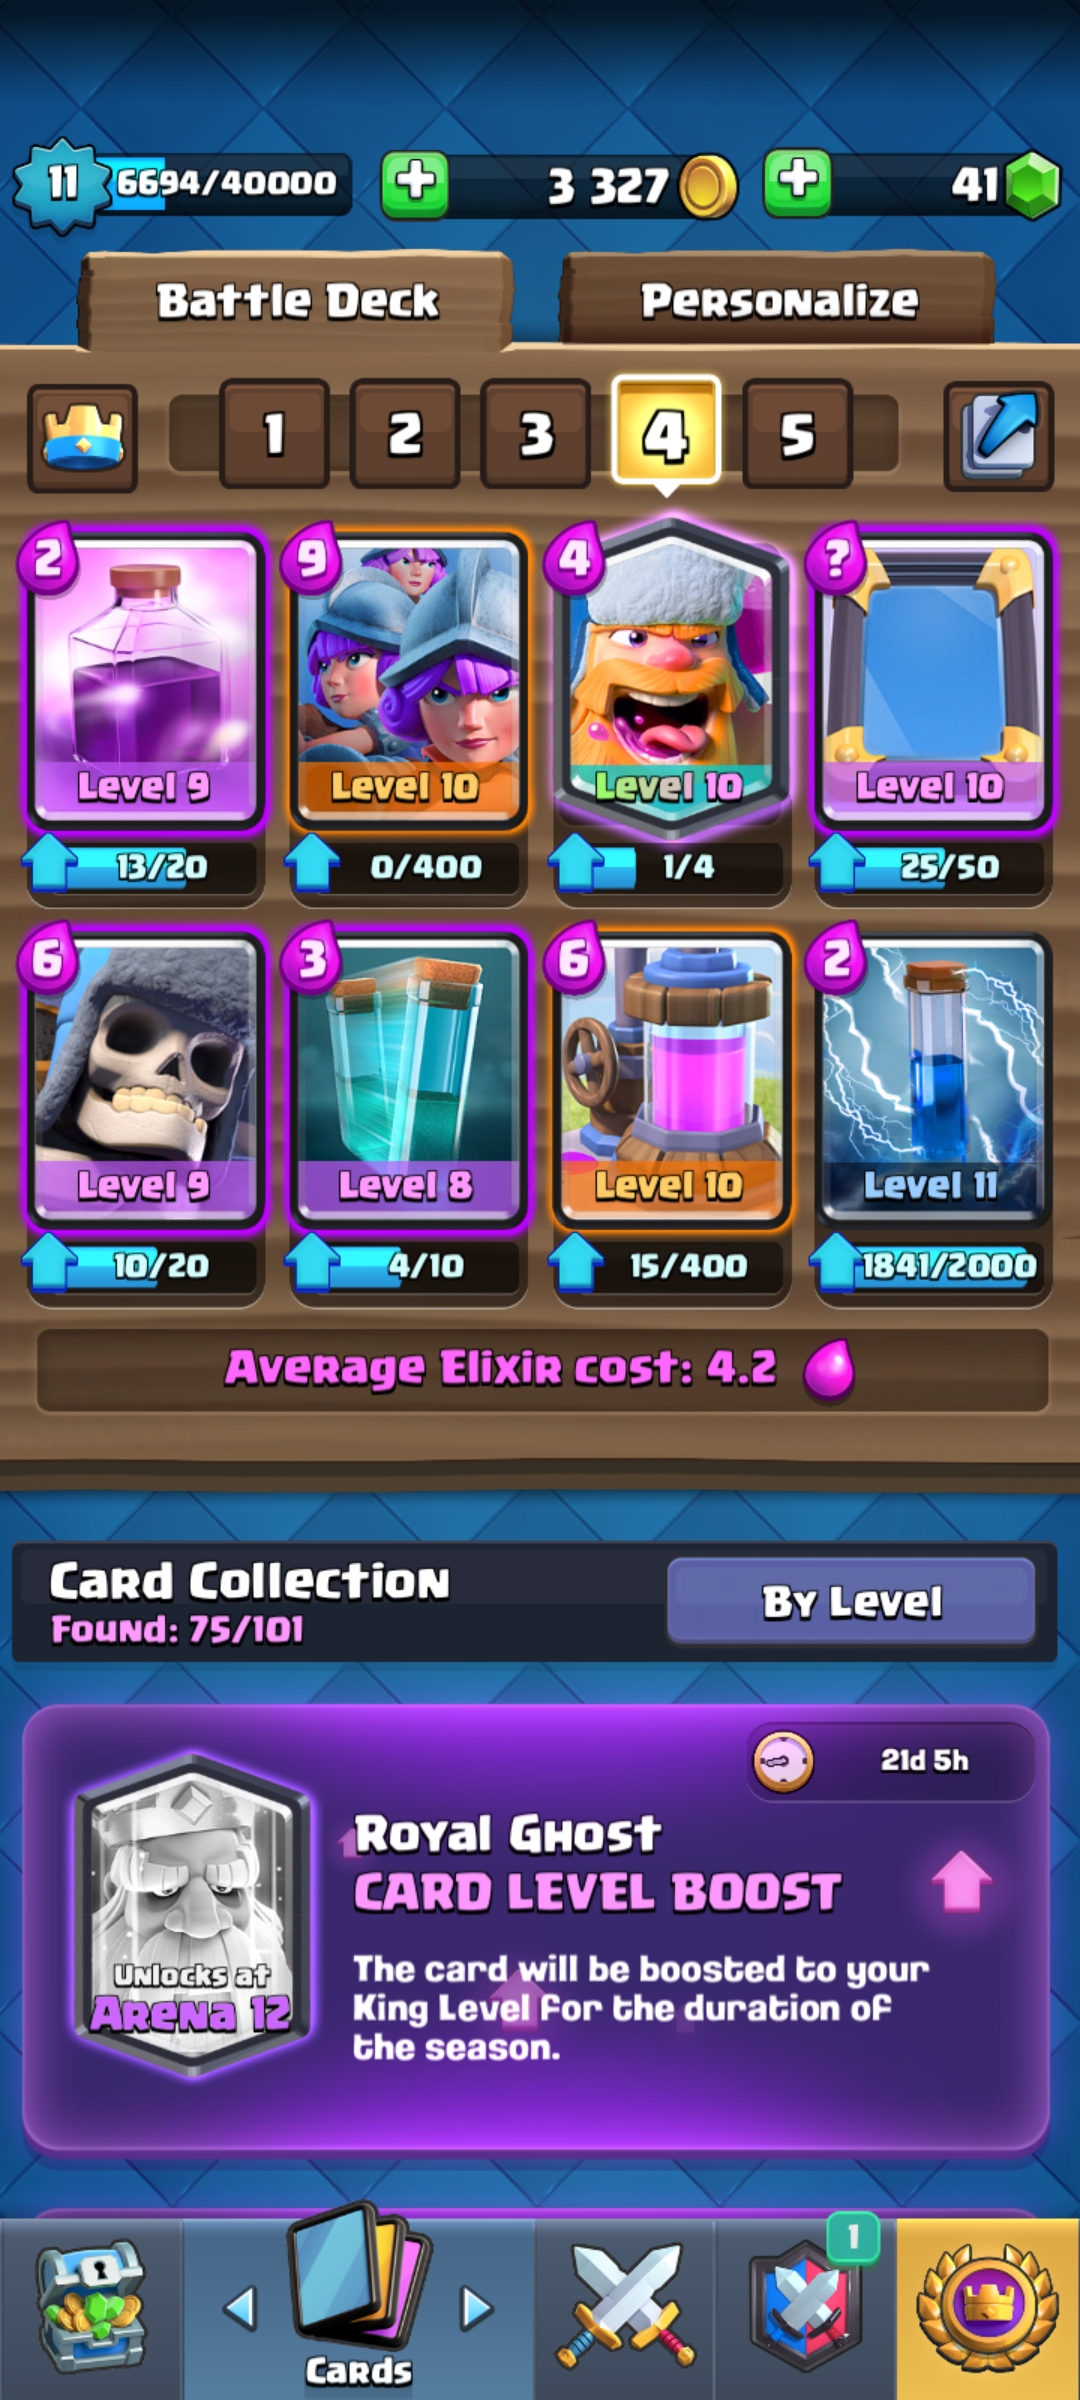 11 6694/40000 3 327 41
Battle Deck Personalize
1 2 3 4 5
2 9 4 ?
Level 9 Level 10 Level 10 Level 10
13/20 0/400 1/4 25/50
6 3 6 2
Level 9 Level 8 Level 10 Level 11
10/20 4/10 15/400 1841/2000
Average Elixir cost: 4.2
Card Collection
Found: 75/101
By Level
21d 5h
Royal Ghost
CARD LEVEL BOOST
The card will be boosted to your
King Level for the duration of
the season.
Unlocks at
Arena 12
1
Cards